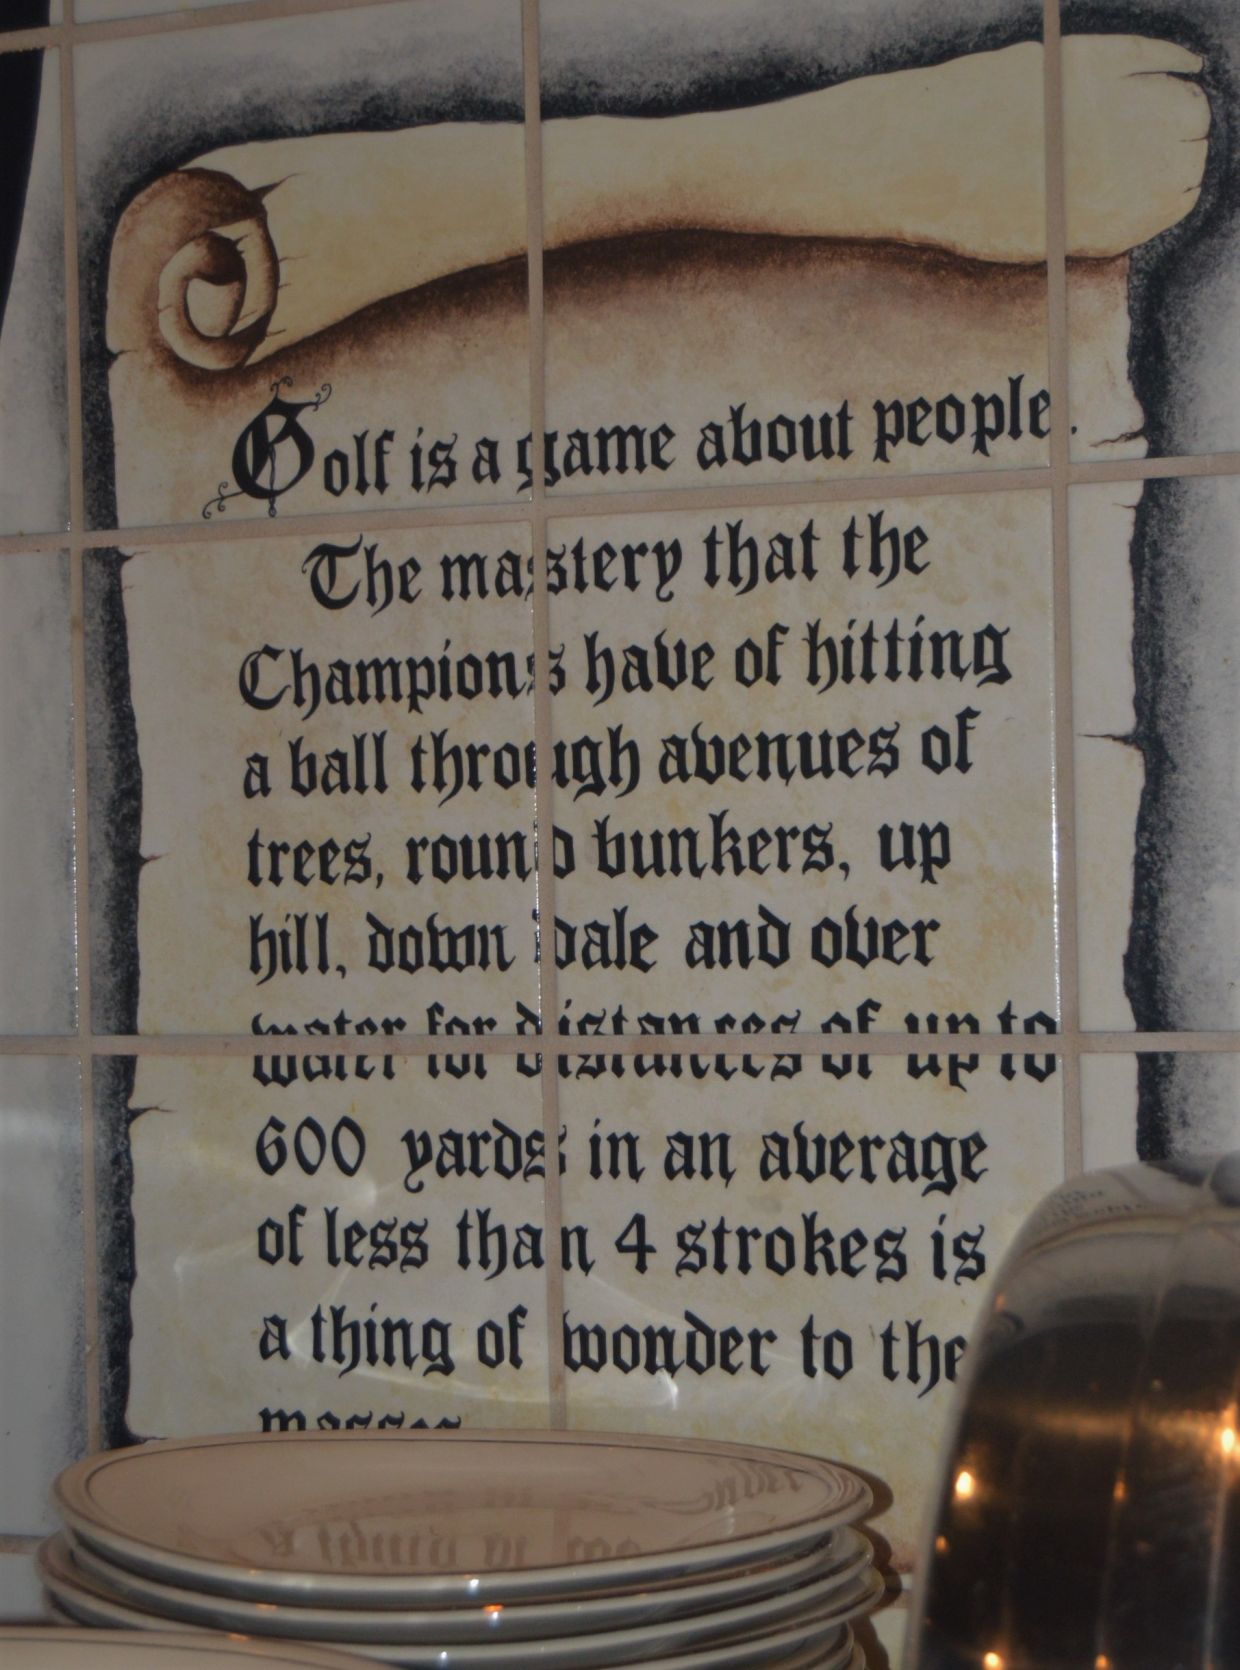 Golf is a game about people.
The mastery that the
Champions have of hitting
a ball through avenues of
trees, round bunkers, up
hill, down dale and over
water for distances of up to
600 yards in an average
of less than 4 strokes is
a thing of wonder to the
masses